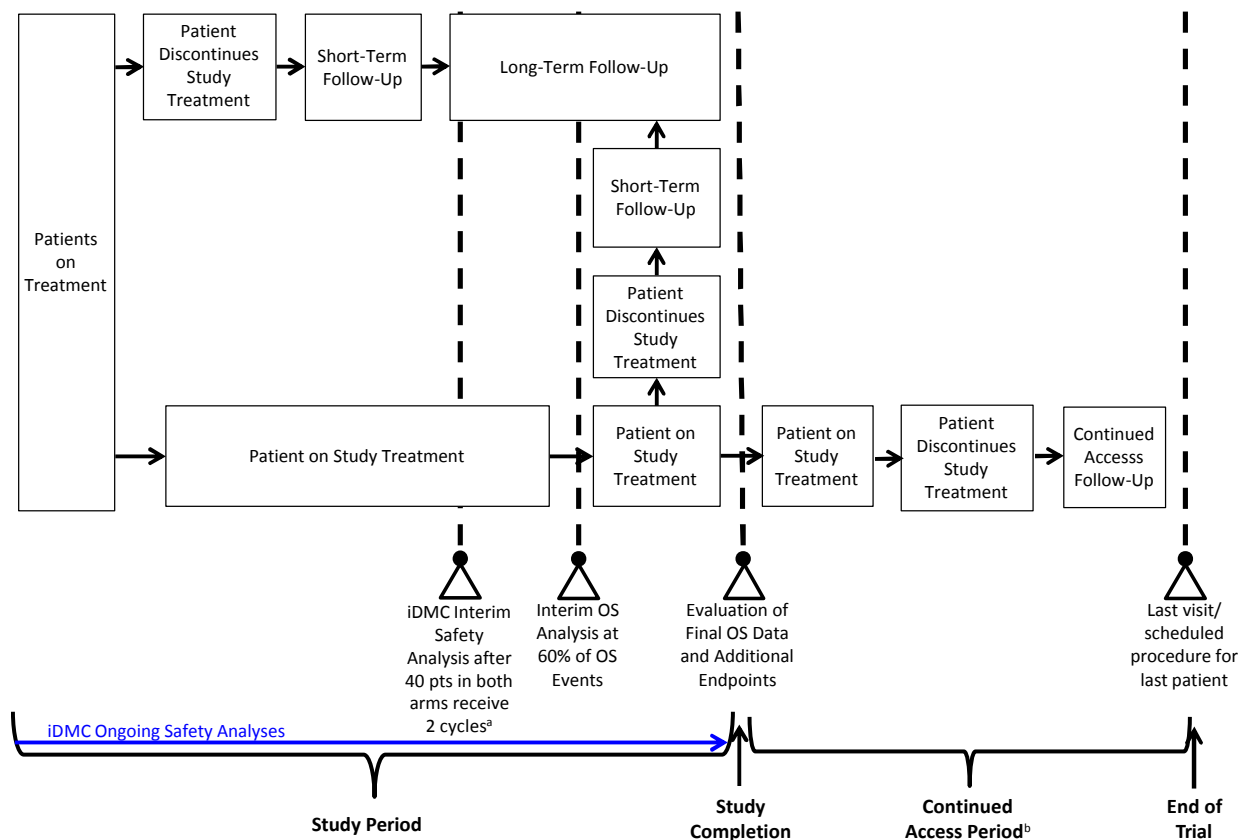 Patient
Discontinues
Study
Treatment
Short-Term
Follow-Up
Long-Term Follow-Up
Short-Term
Follow-Up
Patients
on
Treatment
Patient
Discontinues
Study
Treatment
Patient on Study Treatment
Patient on
Study
Treatment
Patient on
Study
Treatment
Patient
Discontinues
Study
Treatment
Continued
Accesss
Follow-Up
iDMC Interim
Safety
Analysis after
40 pts in both
arms receive
2 cyclesᵃ
Interim OS
Analysis at
60% of OS
Events
Evaluation of
Final OS Data
and Additional
Endpoints
Last visit/
scheduled
procedure for
last patient
iDMC Ongoing Safety Analyses
Study Period
Study
Completion
Continued
Access Periodᵇ
End of
Trial